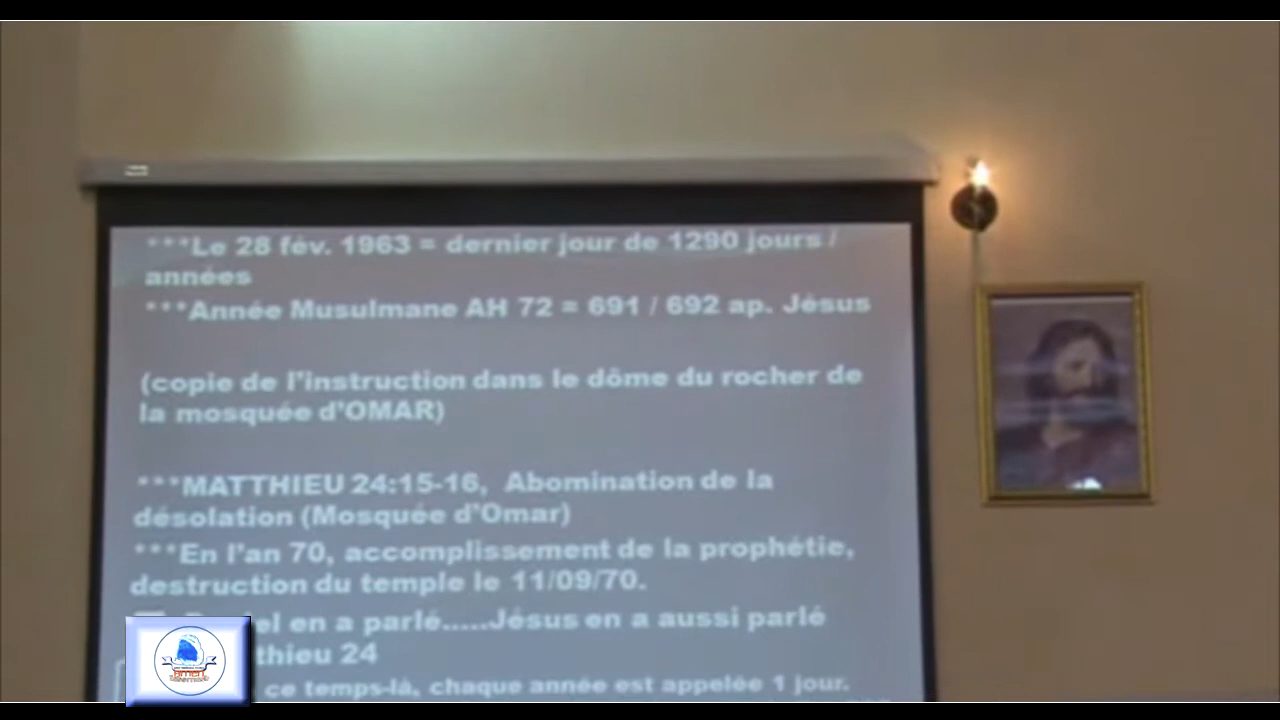 ***Le 28 fév. 1963 = dernier jour de 1290 jours /
années
***Année Musulmane AH 72 = 691 / 692 ap. Jésus
(copie de l'instruction dans le dôme du rocher de
la mosquée d'OMAR)
***MATTHIEU 24:15-16, Abomination de la
désolation (Mosquée d'Omar)
***En l'an 70, accomplissement de la prophétie,
destruction du temple le 11/09/70.
el en a parlé.....Jésus en a aussi parlé
thieu 24
ce temps-là, chaque année est appelée 1 jour.